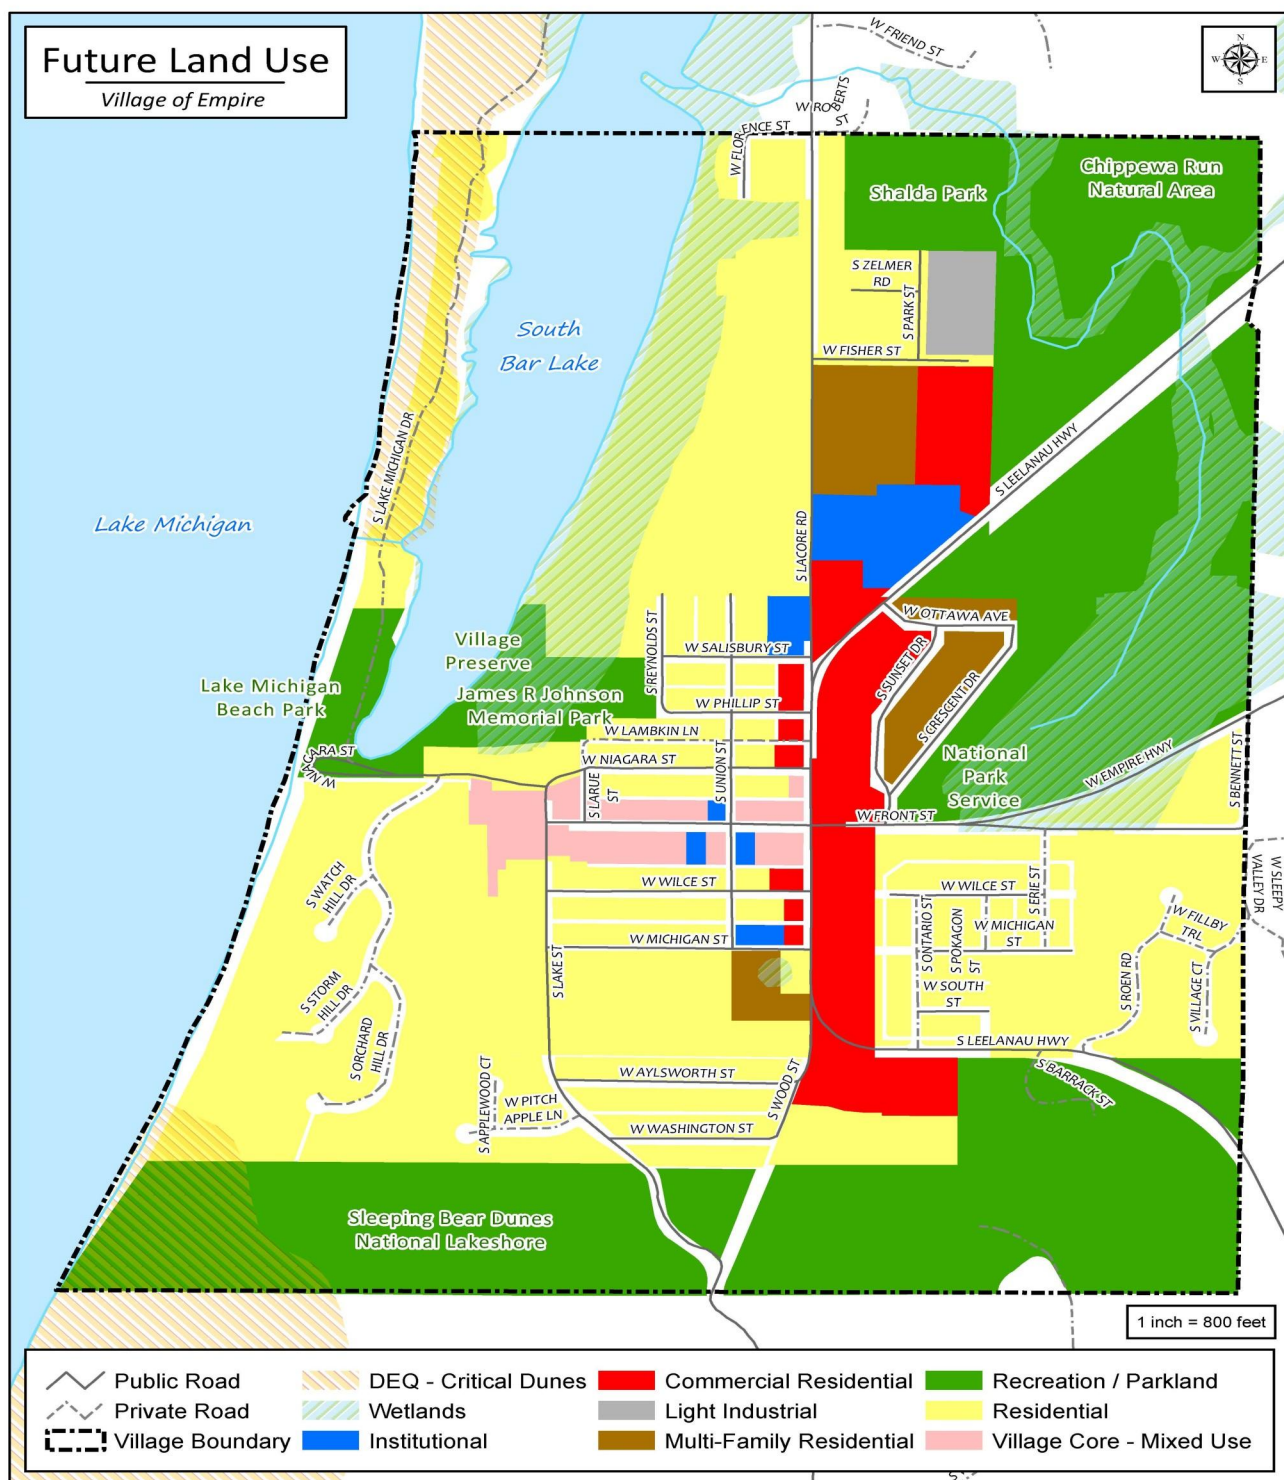 Future Land Use
Village of Empire
N
W E
S
W FRIEND ST
W ROBERTS ST
W FLORENCE ST
Shalda Park
Chippewa Run
Natural Area
S ZELMER
RD
S PARK ST
W FISHER ST
South
Bar Lake
S LAKE MICHIGAN DR
Lake Michigan
S LEELANAU HWY
S LACORE RD
W OTTAWA AVE
S SUNSET DR
S CRESCENT DR
S REYNOLDS ST
W SALISBURY ST
Village
Preserve
James R Johnson
Memorial Park
Lake Michigan
Beach Park
W PHILLIP ST
W LAMBKIN LN
W NIAGARA ST
W NIAGARA ST
S LARUE
ST
S UNION ST
National
Park
Service
W EMPIRE HWY
S BENNETT ST
W FRONT ST
S WATCH
HILL DR
W WILCE ST
W WILCE ST
S ERIE ST
W SLEEPY
VALLEY DR
W FILLBY
TRL
W MICHIGAN ST
W MICHIGAN
ST
S ONTARIO ST
S POKAGON
ST
S LAKE ST
S STORM
HILL DR
W SOUTH
ST
S ROEN RD
S VILLAGE CT
S ORCHARD
HILL DR
S LEELANAU HWY
S BARRACK ST
W AYLSWORTH ST
S WOOD ST
S APPLEWOOD CT
W PITCH
APPLE LN
W WASHINGTON ST
Sleeping Bear Dunes
National Lakeshore
1 inch = 800 feet
Public Road
DEQ - Critical Dunes
Commercial Residential
Recreation / Parkland
Private Road
Wetlands
Light Industrial
Residential
Village Boundary
Institutional
Multi-Family Residential
Village Core - Mixed Use